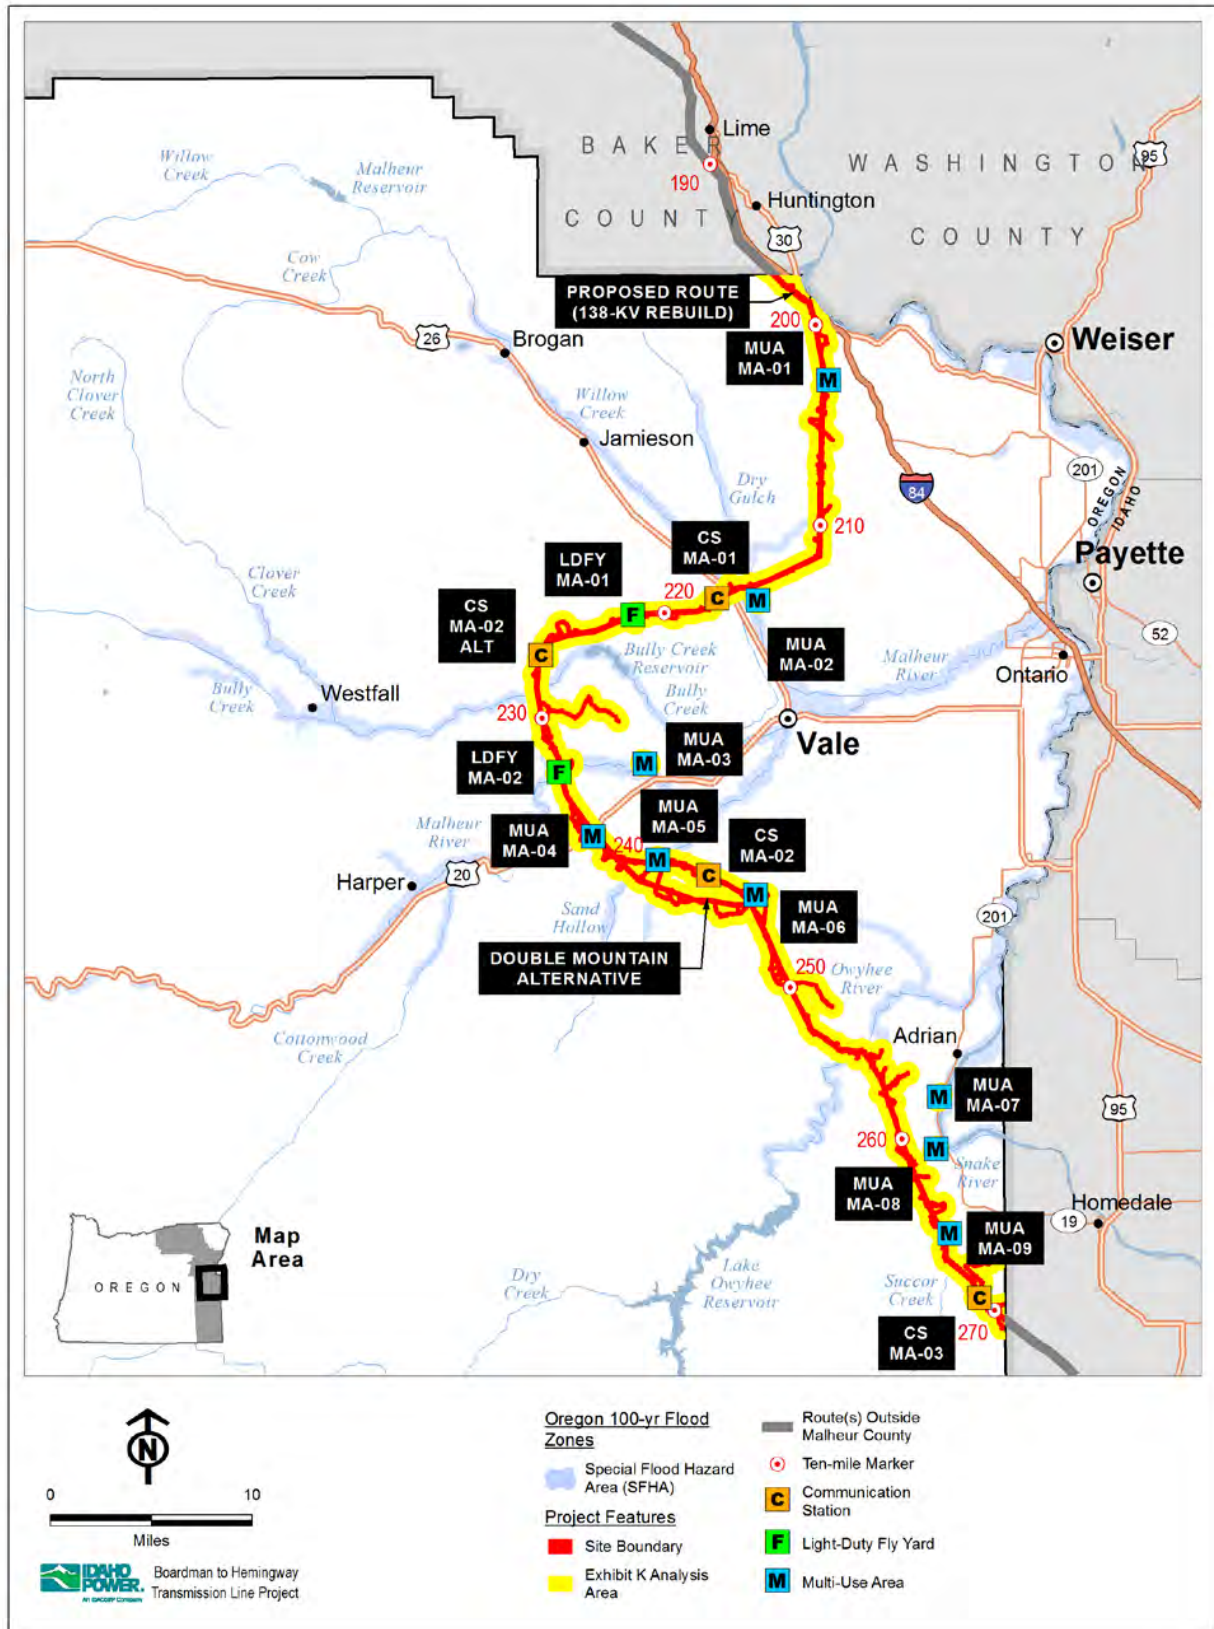 Lime
BAKER
COUNTY
190
WASHINGTON
COUNTY
95
Willow
Creek
Malheur
Reservoir
Huntington
30
Cow
Creek
PROPOSED ROUTE
(138-KV REBUILD)
200
26
Brogan
MUA
MA-01
M
Weiser
North
Clover
Creek
Willow
Creek
Jamieson
Dry
Gulch
84
201
OREGON
IDAHO
210
CS
MA-01
Payette
LDFY
MA-01
220
C
M
F
Clover
Creek
CS
MA-02
ALT
C
Bully Creek
Reservoir
MUA
MA-02
Malheur
River
52
Ontario
Bully
Creek
Westfall
Bully
Creek
230
Vale
LDFY
MA-02
F
M
MUA
MA-03
MUA
MA-05
Malheur
River
MUA
MA-04
M
240
M
CS
MA-02
C
M
Harper
20
Sand
Hollow
MUA
MA-06
201
DOUBLE MOUNTAIN
ALTERNATIVE
250
Owyhee
River
Cottonwood
Creek
Adrian
M
MUA
MA-07
95
260
M
Snake
River
MUA
MA-08
Homedale
19
M
MUA
MA-09
Map
Area
OREGON
Dry
Creek
Lake
Owyhee
Reservoir
Succor
Creek
C
270
CS
MA-03
N
0 10
Miles
IDAHO
POWER.
An IDACORP Company
Boardman to Hemingway
Transmission Line Project
Oregon 100-yr Flood
Zones
Special Flood Hazard
Area (SFHA)
Project Features
Site Boundary
Exhibit K Analysis
Area
Route(s) Outside
Malheur County
Ten-mile Marker
C
Communication
Station
F
Light-Duty Fly Yard
M
Multi-Use Area